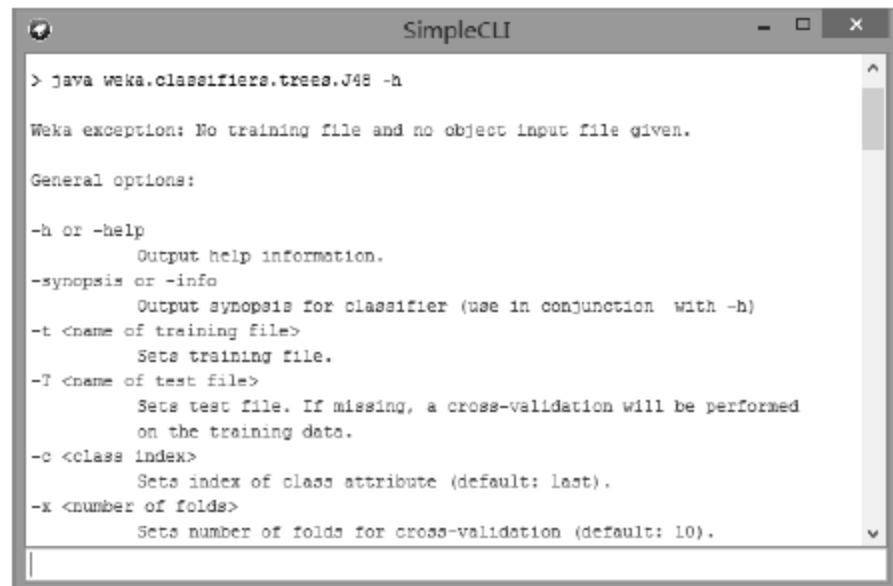 SimpleCLI
> java weka.classifiers.trees.J48 -h
Weka exception: No training file and no object input file given.
General options:
-h or -help
Output help information.
-synopsis or -info
Output synopsis for classifier (use in conjunction with -h)
-t <name of training file>
Sets training file.
-T <name of test file>
Sets test file. If missing, a cross-validation will be performed
on the training data.
-c <class index>
Sets index of class attribute (default: last).
-x <number of folds>
Sets number of folds for cross-validation (default: 10).